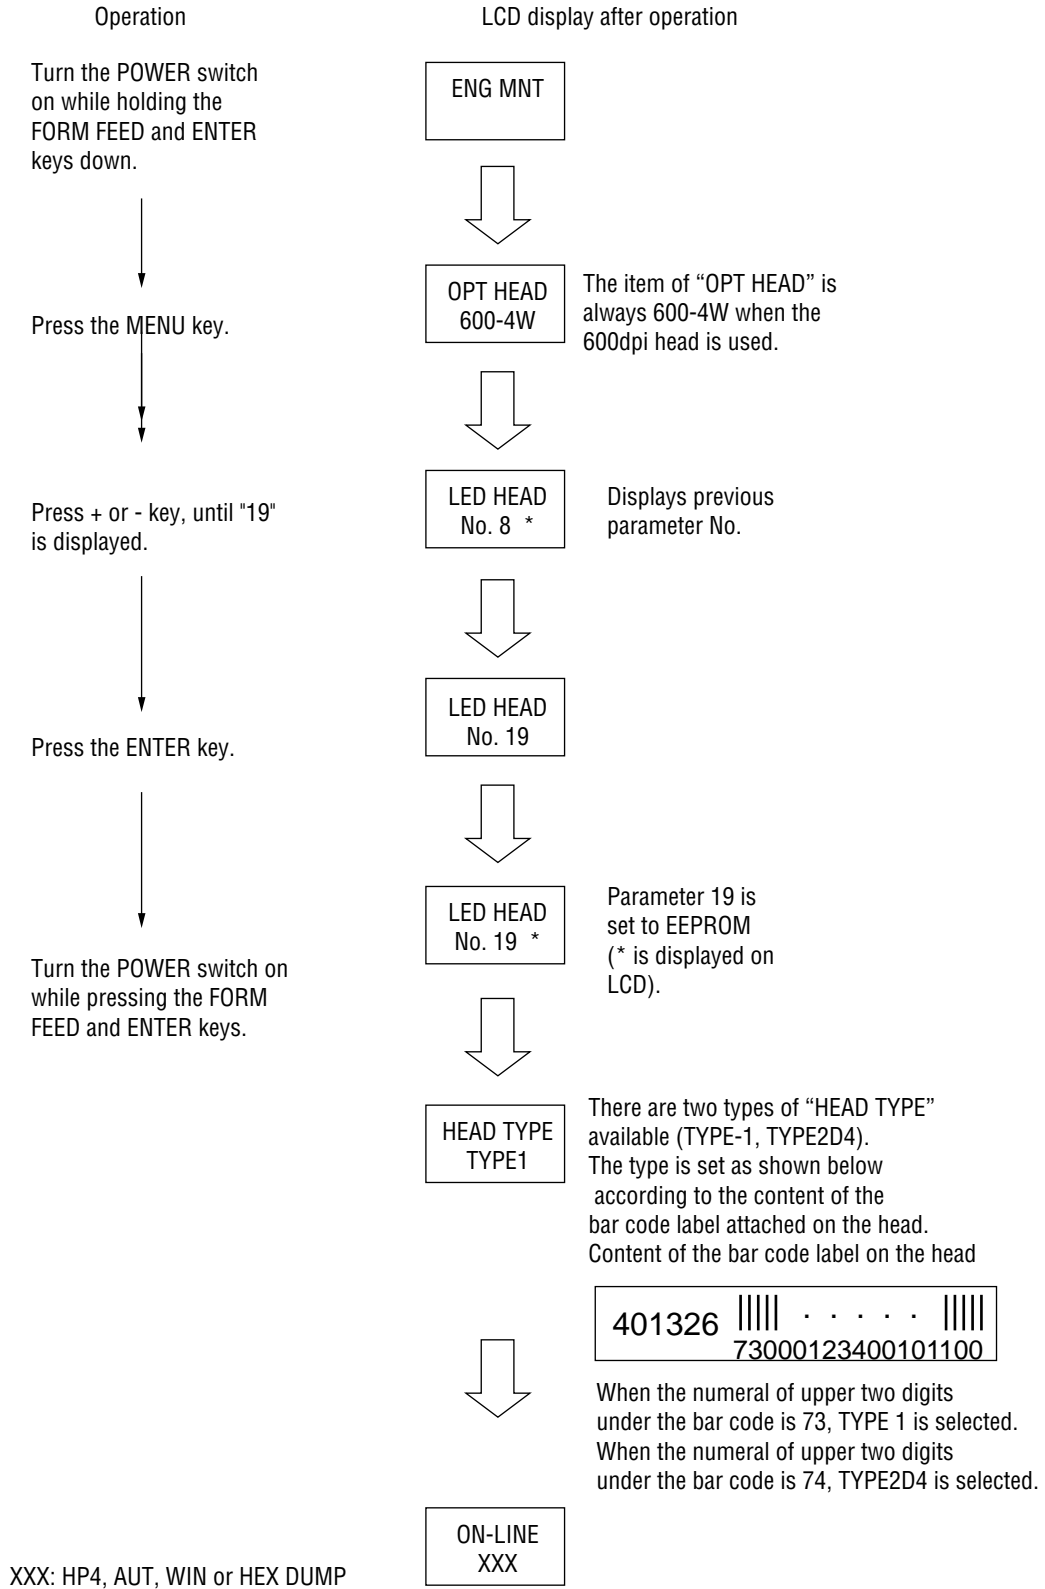 Operation
LCD display after operation
Turn the POWER switch
on while holding the
FORM FEED and ENTER
keys down.
ENG MNT
Press the MENU key.
OPT HEAD
600-4W
The item of “OPT HEAD” is
always 600-4W when the
600dpi head is used.
Press + or - key, until "19"
is displayed.
LED HEAD
No. 8 *
Displays previous
parameter No.
Press the ENTER key.
LED HEAD
No. 19
LED HEAD
No. 19 *
Parameter 19 is
set to EEPROM
(* is displayed on
LCD).
Turn the POWER switch on
while pressing the FORM
FEED and ENTER keys.
HEAD TYPE
TYPE1
There are two types of “HEAD TYPE”
available (TYPE-1, TYPE2D4).
The type is set as shown below
according to the content of the
bar code label attached on the head.
Content of the bar code label on the head
401326
73000123400101100
When the numeral of upper two digits
under the bar code is 73, TYPE 1 is selected.
When the numeral of upper two digits
under the bar code is 74, TYPE2D4 is selected.
ON-LINE
XXX
XXX: HP4, AUT, WIN or HEX DUMP